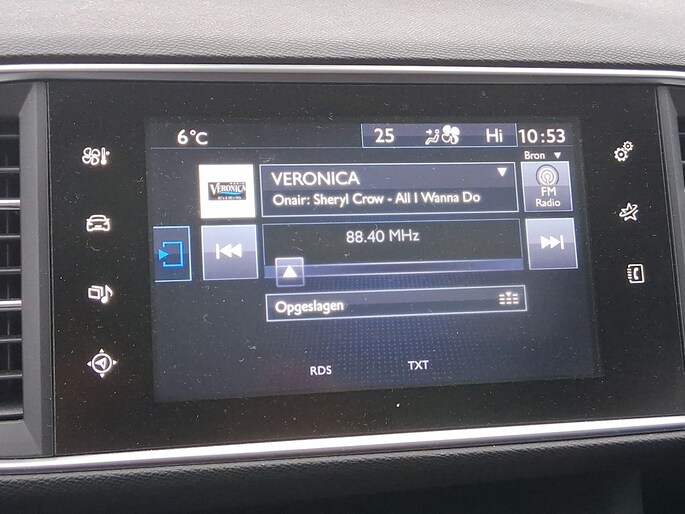 6°C
25
Hi
10:53
Bron
VERONICA
Onair: Sheryl Crow - All I Wanna Do
VERONICA
FM
Radio
88.40 MHz
Opgeslagen
RDS
TXT